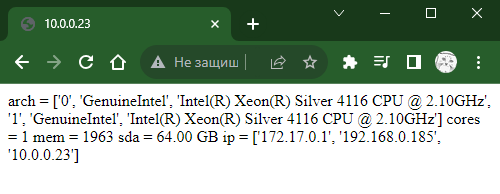 10.0.0.23
Не защищ
arch = ['0', 'GenuineIntel', 'Intel(R) Xeon(R) Silver 4116 CPU @ 2.10GHz',
'1', 'GenuineIntel', 'Intel(R) Xeon(R) Silver 4116 CPU @ 2.10GHz'] cores
= 1 mem = 1963 sda = 64.00 GB ip = ['172.17.0.1', '192.168.0.185',
'10.0.0.23']